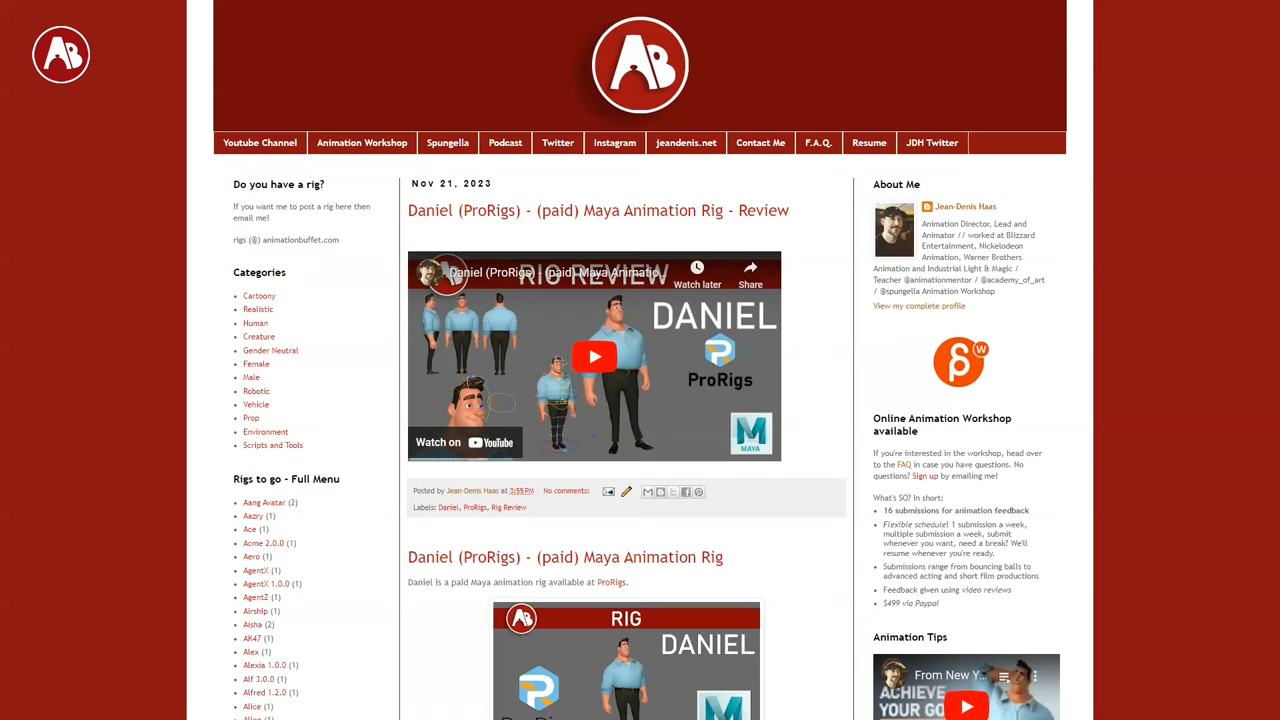 AB
AB
Youtube Channel
Animation Workshop
Spungella
Podcast
Twitter
Instagram
jeandenis.net
Contact Me
F.A.Q.
Resume
JDH Twitter
Do you have a rig?
If you want me to post a rig here then
email me!
rigs (@) animationbuffet.com
Categories
Cartoony
Realistic
Human
Creature
Gender Neutral
Female
Male
Robotic
Vehicle
Prop
Environment
Scripts and Tools
Rigs to go - Full Menu
Aang Avatar (2)
Aazry (1)
Ace (1)
Acme 2.0.0 (1)
Aero (1)
AgentX (1)
AgentX 1.0.0 (1)
AgentZ (1)
Airship (1)
Aisha (2)
AK47 (1)
Alex (1)
Alexia 1.0.0 (1)
Alf 3.0.0 (1)
Alfred 1.2.0 (1)
Alice (1)
Nov 21, 2023
Daniel (ProRigs) - (paid) Maya Animation Rig - Review
Daniel (ProRigs) - (paid) Maya Animatio...
RIG REVIEW
Watch later
Share
DANIEL
ProRigs
MAYA
Watch on YouTube
Posted by Jean-Denis Haas at 3:55 PM No comments:
Labels: Daniel, ProRigs, Rig Review
Daniel (ProRigs) - (paid) Maya Animation Rig
Daniel is a paid Maya animation rig available at ProRigs.
AB
RIG
DANIEL
About Me
Jean-Denis Haas
Animation Director, Lead and
Animator // worked at Blizzard
Entertainment, Nickelodeon
Animation, Warner Brothers
Animation and Industrial Light & Magic /
Teacher @animationmentor / @academy_of_art
/ @spungella Animation Workshop
View my complete profile
W
Online Animation Workshop
available
If you're interested in the workshop, head over
to the FAQ in case you have questions. No
questions? Sign up by emailing me!
What's SO? In short:
16 submissions for animation feedback
Flexible schedule! 1 submission a week,
multiple submission a week, submit
whenever you want, need a break? We'll
resume whenever you're ready.
Submissions range from bouncing balls to
advanced acting and short film productions
Feedback given using video reviews
$499 via Paypal
Animation Tips
From New Y...
ACHIEVE
YOUR GO